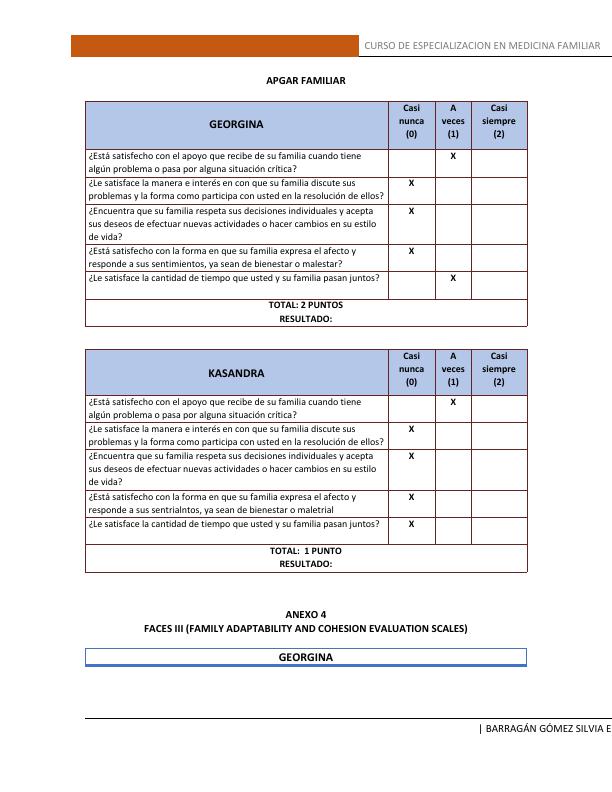 CURSO DE ESPECIALIZACION EN MEDICINA FAMILIAR
APGAR FAMILIAR
GEORGINA
Casi nunca (0)
A veces (1)
Casi siempre (2)
¿Está satisfecho con el apoyo que recibe de su familia cuando tiene
algún problema o pasa por alguna situación crítica?
X
¿Le satisface la manera e interés en con que su familia discute sus
problemas y la forma como participa con usted en la resolución de ellos?
X
¿Encuentra que su familia respeta sus decisiones individuales y acepta
sus deseos de efectuar nuevas actividades o hacer cambios en su estilo
de vida?
X
¿Está satisfecho con la forma en que su familia expresa el afecto y
responde a sus sentimientos, ya sean de bienestar o malestar?
X
¿Le satisface la cantidad de tiempo que usted y su familia pasan juntos?
X
TOTAL: 2 PUNTOS
RESULTADO:
KASANDRA
Casi nunca (0)
A veces (1)
Casi siempre (2)
¿Está satisfecho con el apoyo que recibe de su familia cuando tiene
algún problema o pasa por alguna situación crítica?
X
¿Le satisface la manera e interés en con que su familia discute sus
problemas y la forma como participa con usted en la resolución de ellos?
X
¿Encuentra que su familia respeta sus decisiones individuales y acepta
sus deseos de efectuar nuevas actividades o hacer cambios en su estilo
de vida?
X
¿Está satisfecho con la forma en que su familia expresa el afecto y
responde a sus sentrialntos, ya sean de bienestar o maletrial
X
¿Le satisface la cantidad de tiempo que usted y su familia pasan juntos?
X
TOTAL: 1 PUNTO
RESULTADO:
ANEXO 4
FACES III (FAMILY ADAPTABILITY AND COHESION EVALUATION SCALES)
GEORGINA
| BARRAGÁN GÓMEZ SILVIA E